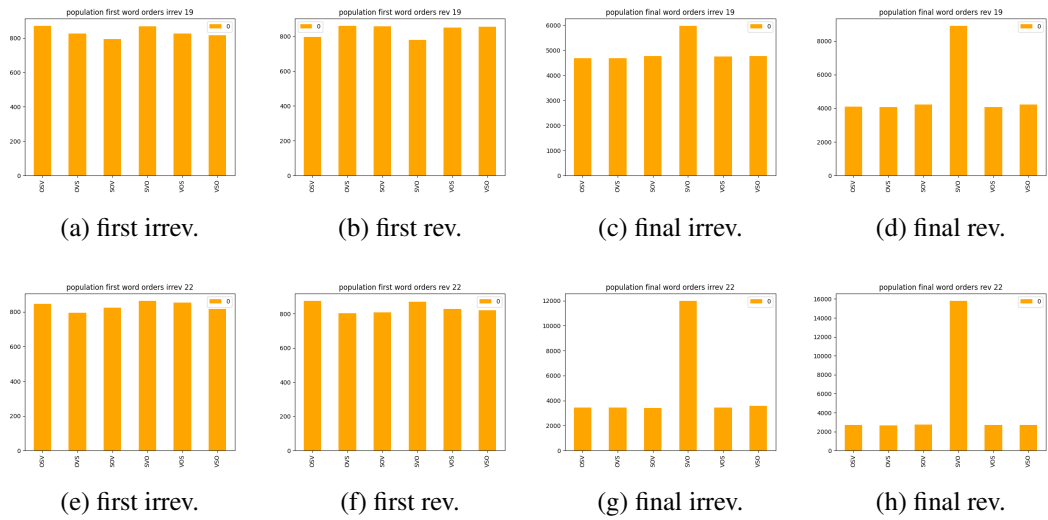 population first word orders irrev 19
0
800
600
400
200
0
OSV OVS SOV SVO VOS VSO
(a) first irrev.
population first word orders rev 19
0
800
600
400
200
0
OSV OVS SOV SVO VOS VSO
(b) first rev.
population final word orders irrev 19
0
6000
5000
4000
3000
2000
1000
0
OSV OVS SOV SVO VOS VSO
(c) final irrev.
population final word orders rev 19
0
8000
6000
4000
2000
0
OSV OVS SOV SVO VOS VSO
(d) final rev.
population first word orders irrev 22
0
800
600
400
200
0
OSV OVS SOV SVO VOS VSO
(e) first irrev.
population first word orders rev 22
0
800
600
400
200
0
OSV OVS SOV SVO VOS VSO
(f) first rev.
population final word orders irrev 22
0
12000
10000
8000
6000
4000
2000
0
OSV OVS SOV SVO VOS VSO
(g) final irrev.
population final word orders rev 22
0
16000
14000
12000
10000
8000
6000
4000
2000
0
OSV OVS SOV SVO VOS VSO
(h) final rev.